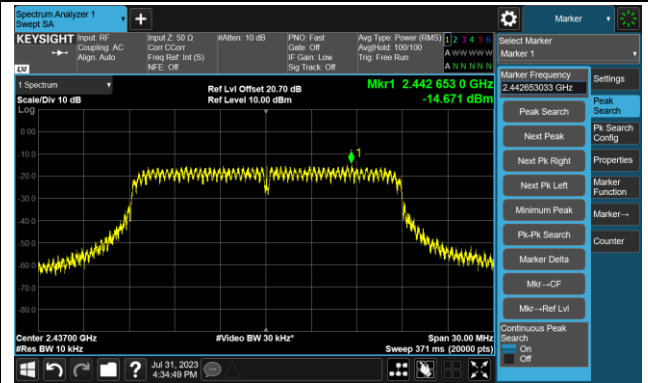 Spectrum Analyzer 1
Swept SA
Marker
KEYSIGHT
Input: RF
Coupling: AC
Align: Auto
Input Z: 50 Ω
Corr CCorr
Freq Ref: Int (S)
NFE: Off
#Atten: 10 dB
PNO: Fast
Gate: Off
IF Gain: Low
Sig Track: Off
Avg Type: Power (RMS)
Avg|Hold: 100/100
Trig: Free Run
1 2 3 4 5 6
A W W W W W
A N N N N N
LXI
Select Marker
Marker 1
1 Spectrum
Scale/Div 10 dB
Log
Ref Lvl Offset 20.70 dB
Ref Level 10.00 dBm
Mkr1 2.442 653 0 GHz
-14.671 dBm
0.00
-10.0
-20.0
-30.0
-40.0
-50.0
-60.0
-70.0
-80.0
1
Center 2.43700 GHz
#Res BW 10 kHz
#Video BW 30 kHz*
Span 30.00 MHz
Sweep 371 ms (20000 pts)
Marker Frequency
2.442653033 GHz
Peak Search
Next Peak
Next Pk Right
Next Pk Left
Minimum Peak
Pk-Pk Search
Marker Delta
Mkr→CF
Mkr→Ref Lvl
Continuous Peak
Search
On
Off
Settings
Peak
Search
Pk Search
Config
Properties
Marker
Function
Marker→
Counter
Jul 31, 2023
4:34:49 PM